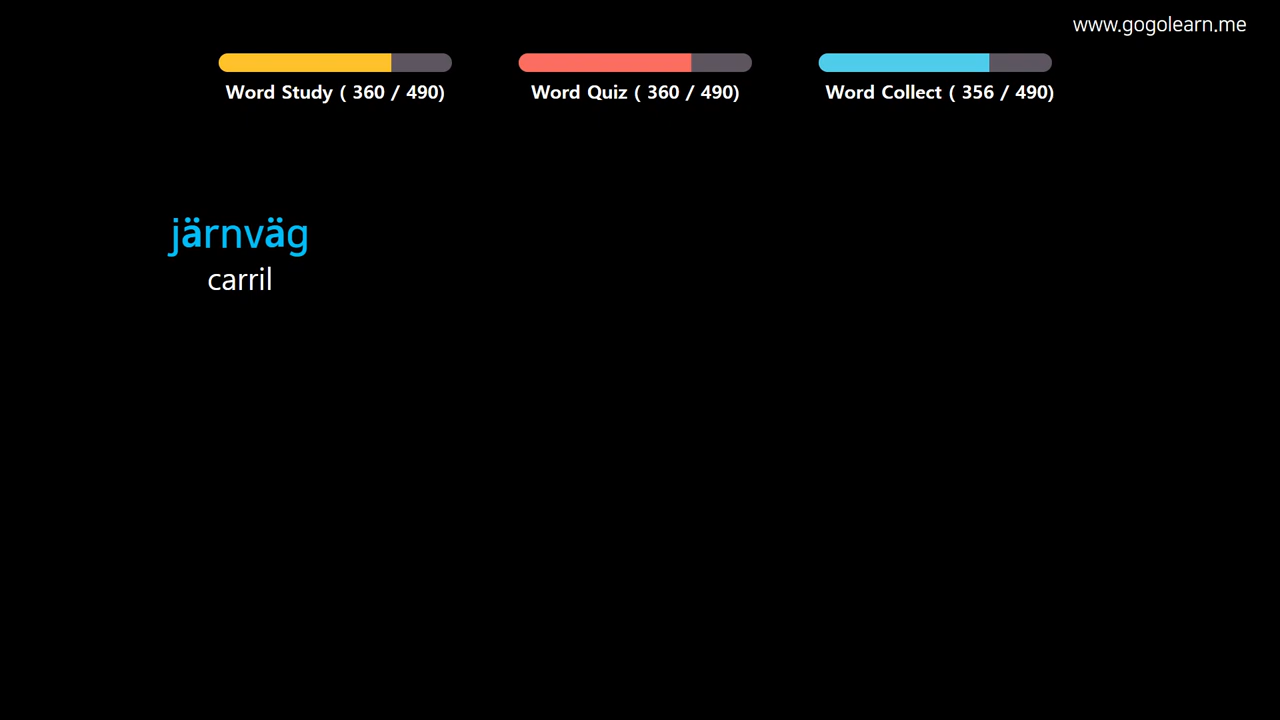 www.gogolearn.me
Word Study ( 360 / 490)
Word Quiz ( 360 / 490)
Word Collect ( 356 / 490)
järnväg
carril